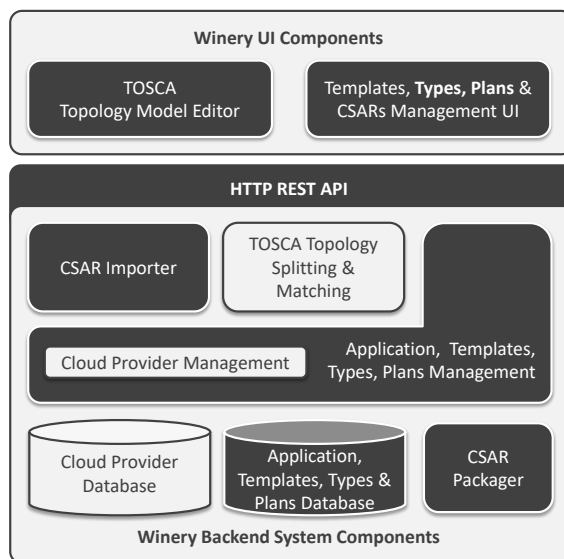 Winery UI Components
TOSCA
Topology Model Editor
Templates, Types, Plans &
CSARs Management UI
HTTP REST API
CSAR Importer
TOSCA Topology
Splitting &
Matching
Cloud Provider Management
Application, Templates,
Types, Plans Management
Cloud Provider
Database
Application,
Templates, Types &
Plans Database
CSAR
Packager
Winery Backend System Components